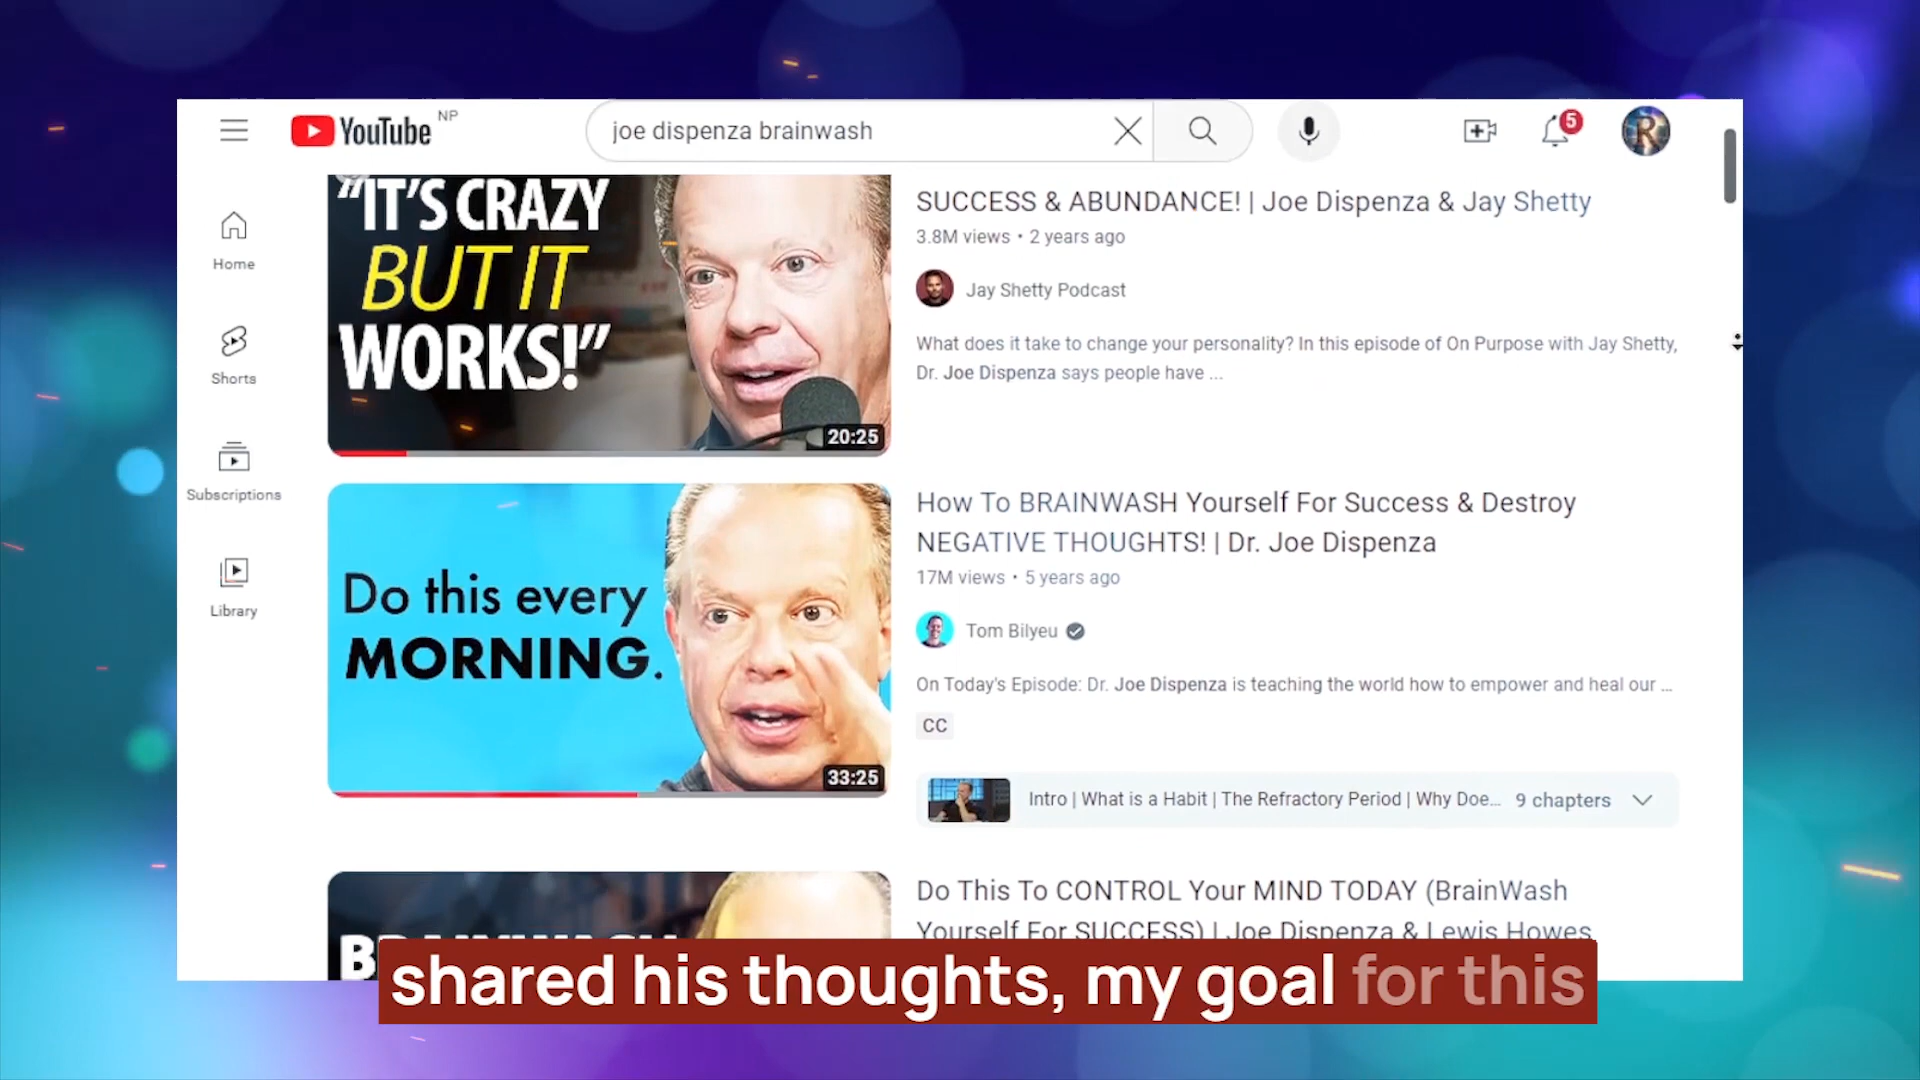 YouTube NP
joe dispenza brainwash
5
R
Home
Shorts
Subscriptions
Library
"IT'S CRAZY
BUT IT
WORKS!"
20:25
SUCCESS & ABUNDANCE! | Joe Dispenza & Jay Shetty
3.8M views • 2 years ago
Jay Shetty Podcast
What does it take to change your personality? In this episode of On Purpose with Jay Shetty,
Dr. Joe Dispenza says people have ...
Do this every
MORNING.
33:25
How To BRAINWASH Yourself For Success & Destroy
NEGATIVE THOUGHTS! | Dr. Joe Dispenza
17M views • 5 years ago
Tom Bilyeu
On Today's Episode: Dr. Joe Dispenza is teaching the world how to empower and heal our ...
CC
Intro | What is a Habit | The Refractory Period | Why Doe... 9 chapters
Do This To CONTROL Your MIND TODAY (BrainWash
Yourself For SUCCESS) | Joe Dispenza & Lewis Howes
shared his thoughts, my goal for this